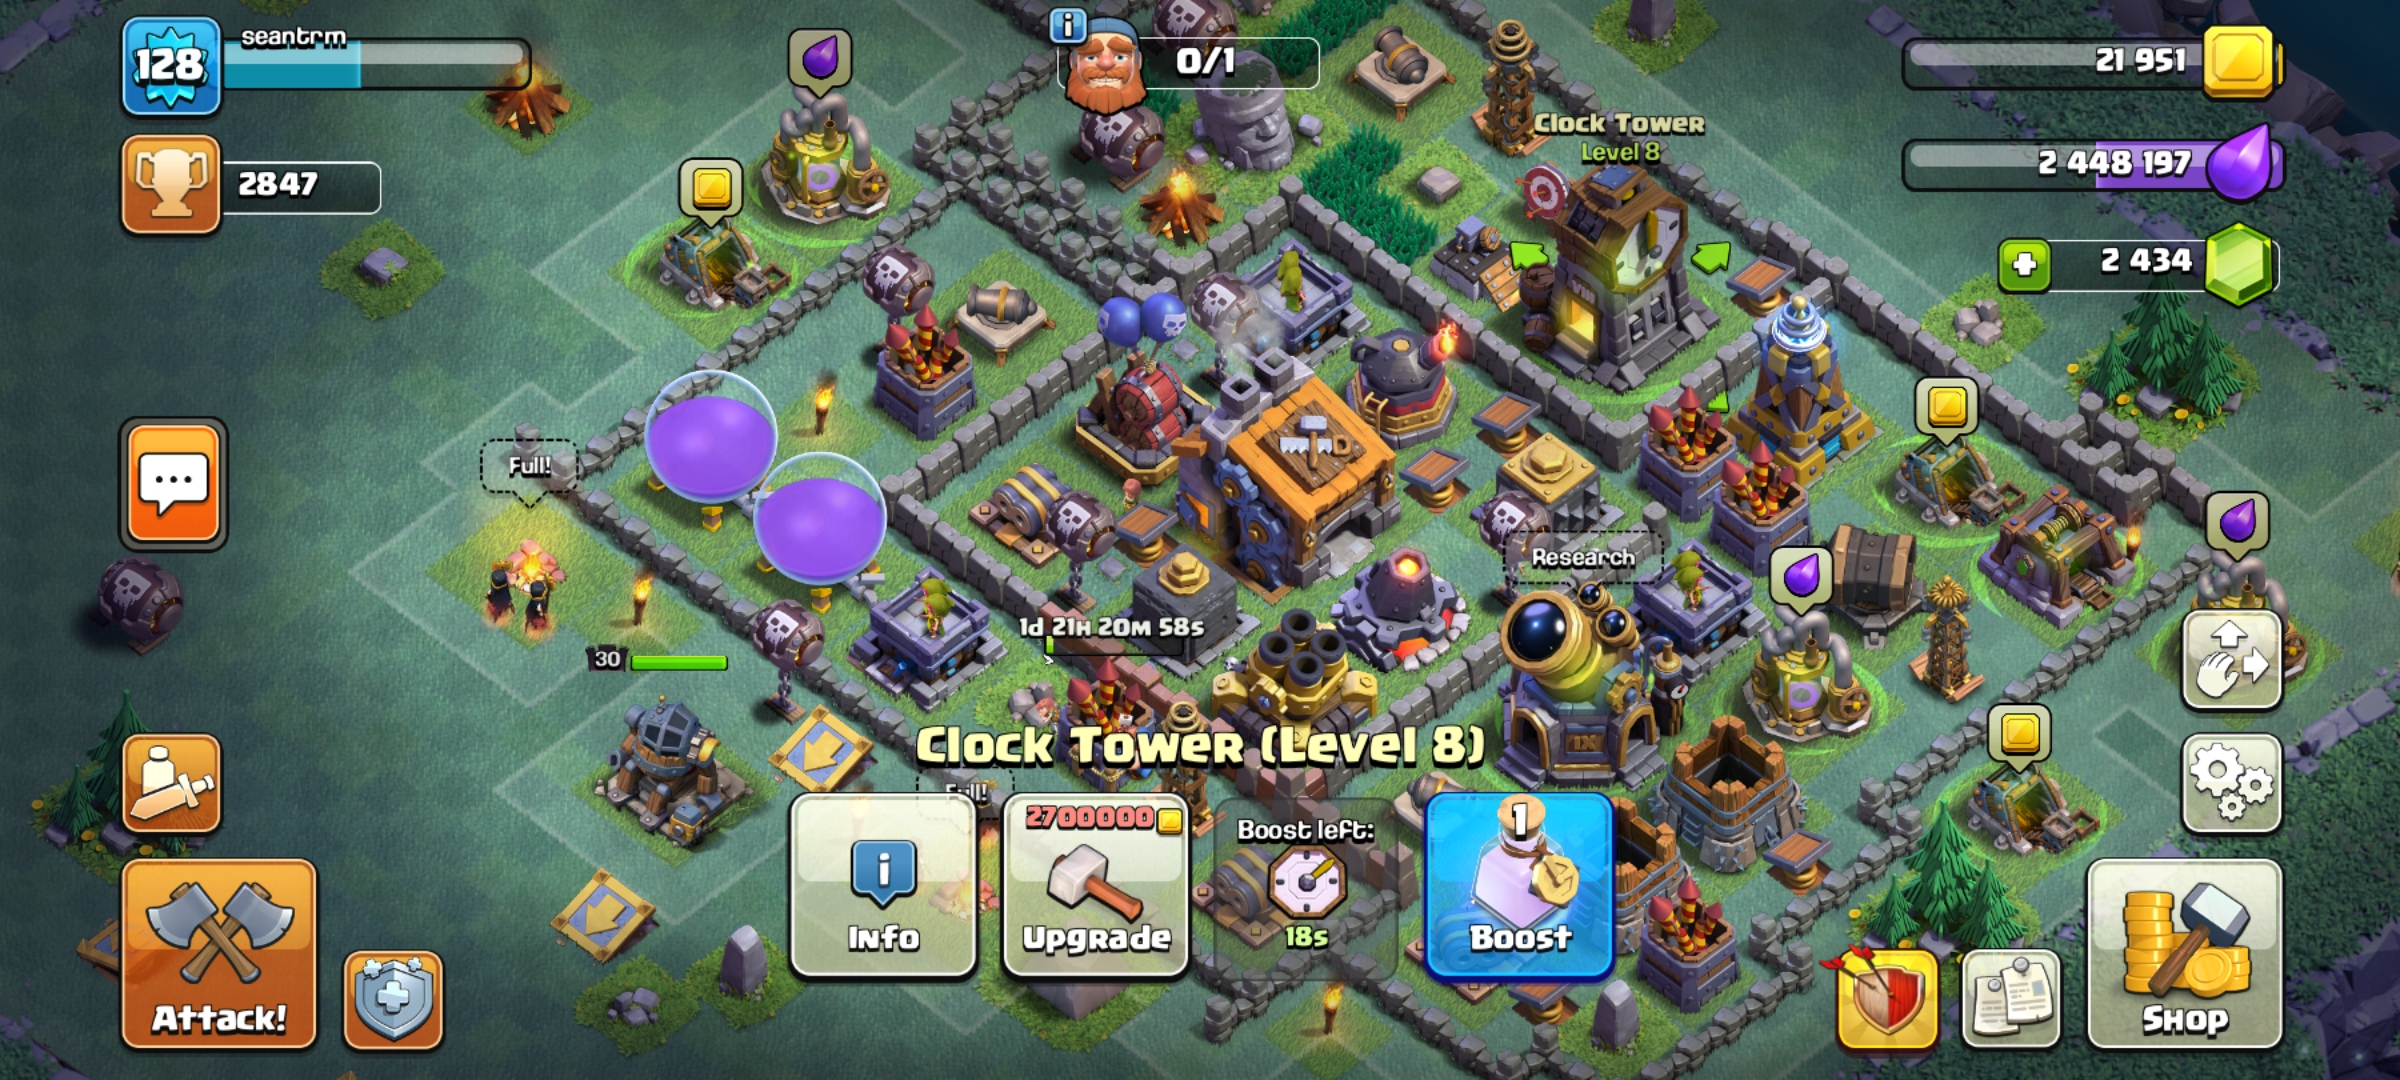 128
seantrm
0/1
21 951
2847
Clock Tower
Level 8
2 448 197
2 434
Full!
Research
1d 21h 20m 58s
30
Clock Tower (Level 8)
Full!
2700000
Boost left:
1
Info
Upgrade
18s
Boost
Attack!
Shop